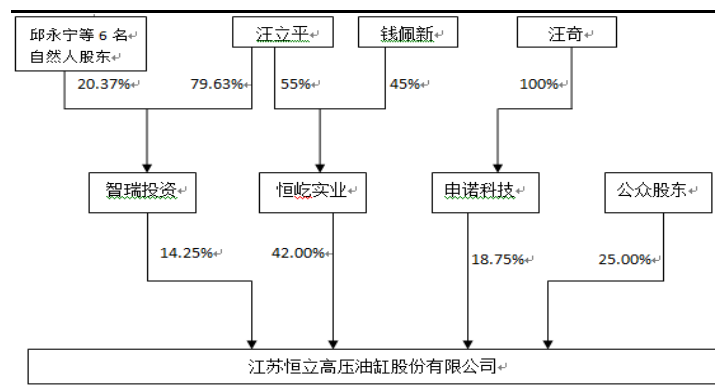 邱永宁等 6 名
自然人股东
汪立平
钱佩新
汪奇
20.37%
79.63%
55%
45%
100%
智瑞投资
恒屹实业
申诺科技
公众股东
14.25%
42.00%
18.75%
25.00%
江苏恒立高压油缸股份有限公司